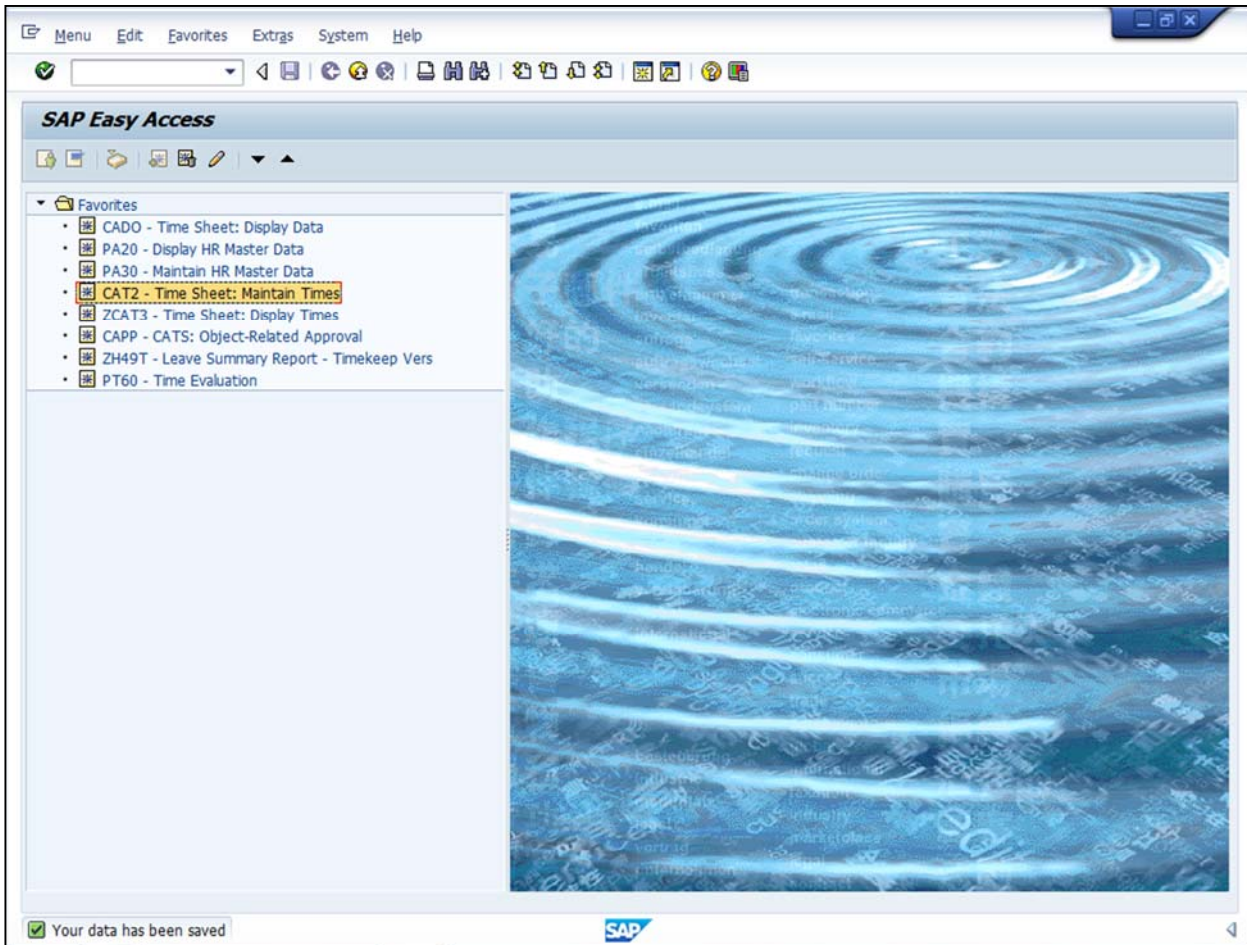 Menu Edit Favorites Extras System Help
SAP Easy Access
Favorites
CADO - Time Sheet: Display Data
PA20 - Display HR Master Data
PA30 - Maintain HR Master Data
CAT2 - Time Sheet: Maintain Times
ZCAT3 - Time Sheet: Display Times
CAPP - CATS: Object-Related Approval
ZH49T - Leave Summary Report - Timekeep Vers
PT60 - Time Evaluation
Your data has been saved
SAP